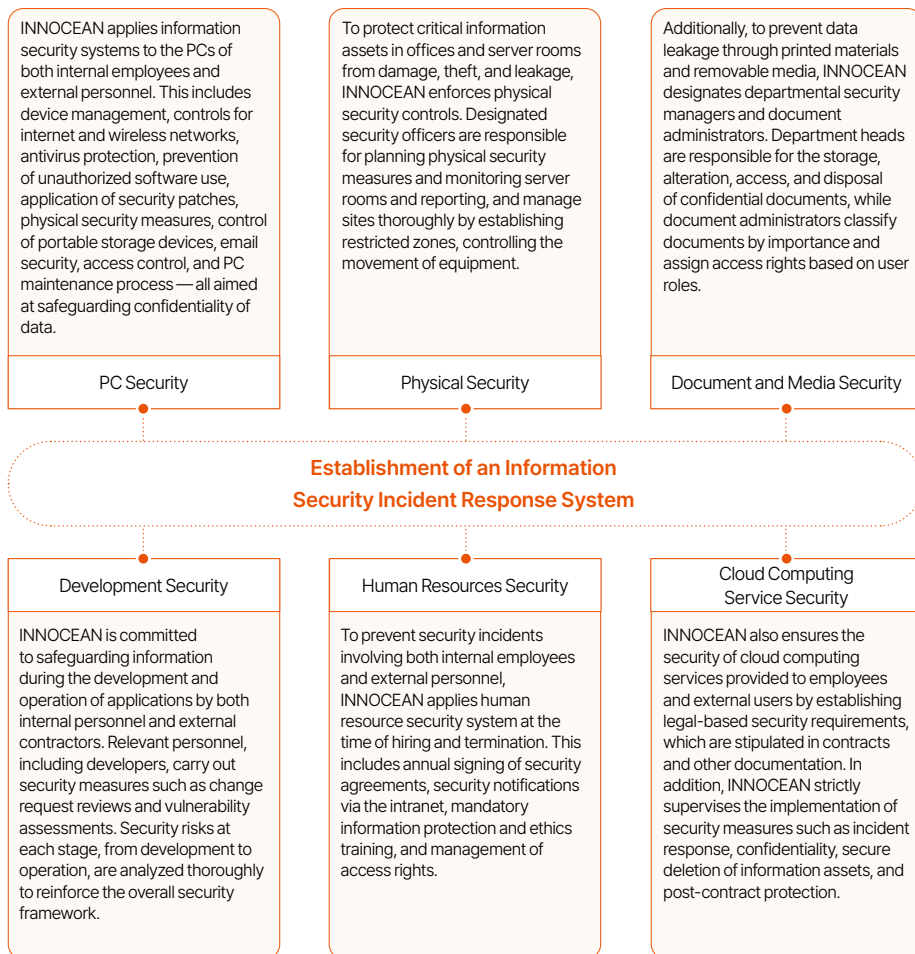 INNOCEAN applies information
security systems to the PCs of
both internal employees and
external personnel. This includes
device management, controls for
internet and wireless networks,
antivirus protection, prevention
of unauthorized software use,
application of security patches,
physical security measures, control
of portable storage devices, email
security, access control, and PC
maintenance process — all aimed
at safeguarding confidentiality of
data.
PC Security
To protect critical information
assets in offices and server rooms
from damage, theft, and leakage,
INNOCEAN enforces physical
security controls. Designated
security officers are responsible
for planning physical security
measures and monitoring server
rooms and reporting, and manage
sites thoroughly by establishing
restricted zones, controlling the
movement of equipment.
Physical Security
Additionally, to prevent data
leakage through printed materials
and removable media, INNOCEAN
designates departmental security
managers and document
administrators. Department heads
are responsible for the storage,
alteration, access, and disposal
of confidential documents, while
document administrators classify
documents by importance and
assign access rights based on user
roles.
Document and Media Security
Establishment of an Information
Security Incident Response System
Development Security
INNOCEAN is committed
to safeguarding information
during the development and
operation of applications by both
internal personnel and external
contractors. Relevant personnel,
including developers, carry out
security measures such as change
request reviews and vulnerability
assessments. Security risks at
each stage, from development to
operation, are analyzed thoroughly
to reinforce the overall security
framework.
Human Resources Security
To prevent security incidents
involving both internal employees
and external personnel,
INNOCEAN applies human
resource security system at the
time of hiring and termination. This
includes annual signing of security
agreements, security notifications
via the intranet, mandatory
information protection and ethics
training, and management of
access rights.
Cloud Computing
Service Security
INNOCEAN also ensures the
security of cloud computing
services provided to employees
and external users by establishing
legal-based security requirements,
which are stipulated in contracts
and other documentation. In
addition, INNOCEAN strictly
supervises the implementation of
security measures such as incident
response, confidentiality, secure
deletion of information assets, and
post-contract protection.